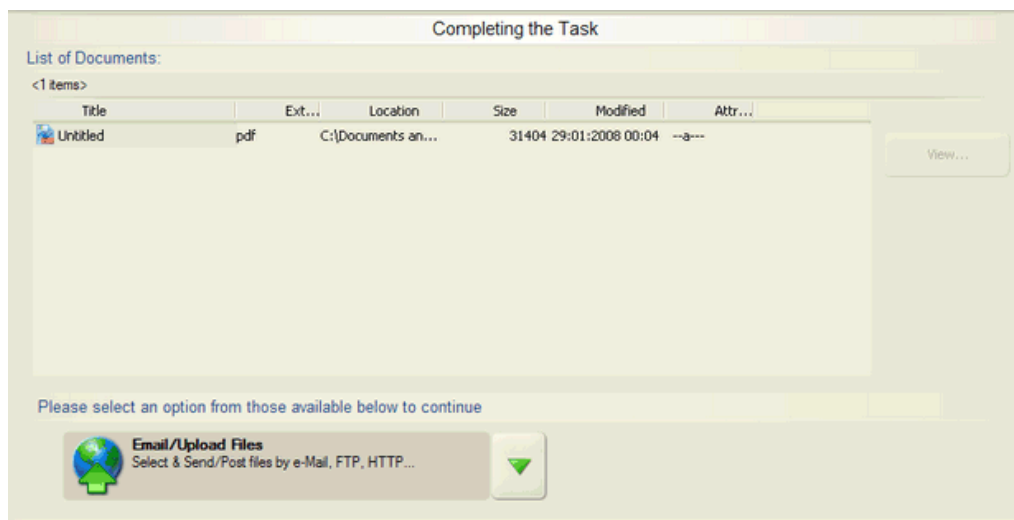 Completing the Task
List of Documents:
<1 items>
Title Ext... Location Size Modified Attr...
Untitled pdf C:\Documents an... 31404 29:01:2008 00:04 --a---
View...
Please select an option from those available below to continue
Email/Upload Files
Select & Send/Post files by e-Mail, FTP, HTTP...